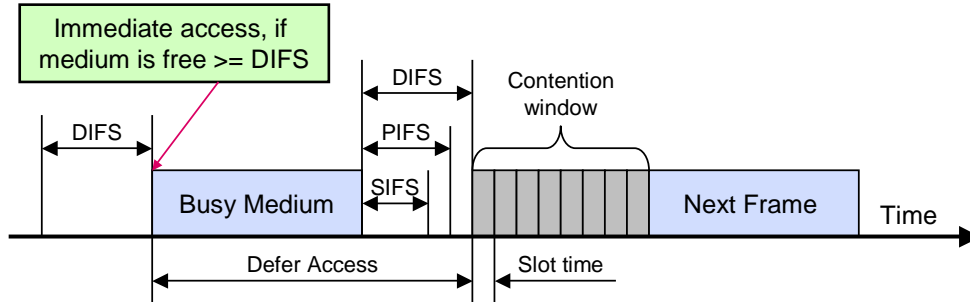 Immediate access, if
medium is free >= DIFS
DIFS
Contention
window
DIFS
PIFS
SIFS
Busy Medium
Next Frame
Time
Defer Access
Slot time